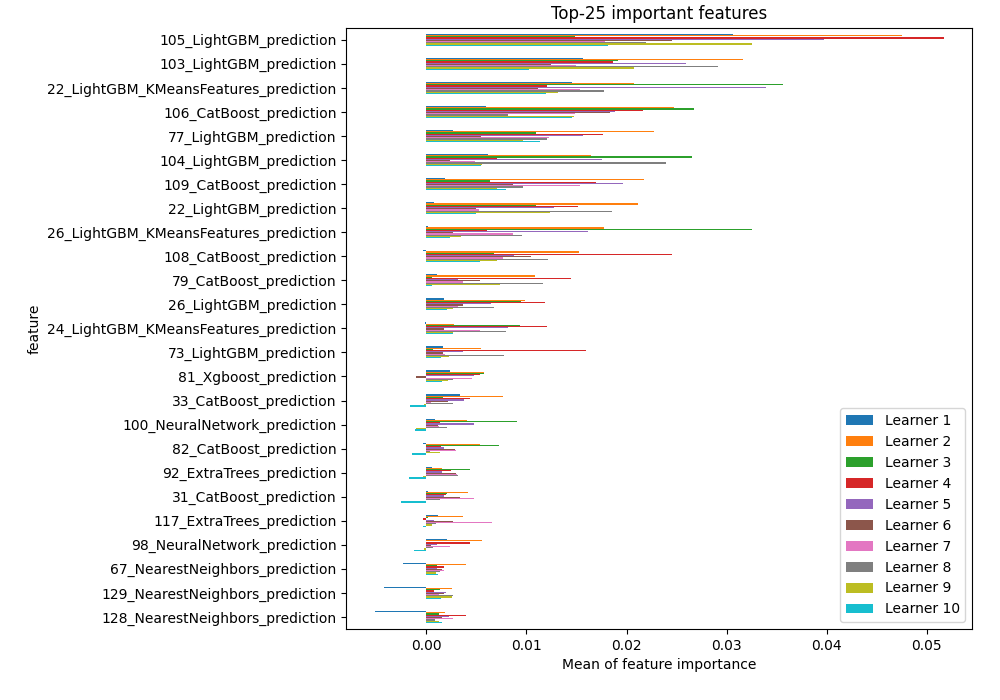 Top-25 important features
105_LightGBM_prediction
103_LightGBM_prediction
22_LightGBM_KMeansFeatures_prediction
106_CatBoost_prediction
77_LightGBM_prediction
104_LightGBM_prediction
109_CatBoost_prediction
22_LightGBM_prediction
26_LightGBM_KMeansFeatures_prediction
108_CatBoost_prediction
79_CatBoost_prediction
26_LightGBM_prediction
24_LightGBM_KMeansFeatures_prediction
73_LightGBM_prediction
81_Xgboost_prediction
33_CatBoost_prediction
100_NeuralNetwork_prediction
82_CatBoost_prediction
92_ExtraTrees_prediction
31_CatBoost_prediction
117_ExtraTrees_prediction
98_NeuralNetwork_prediction
67_NearestNeighbors_prediction
129_NearestNeighbors_prediction
128_NearestNeighbors_prediction
feature
Learner 1
Learner 2
Learner 3
Learner 4
Learner 5
Learner 6
Learner 7
Learner 8
Learner 9
Learner 10
0.00 0.01 0.02 0.03 0.04 0.05
Mean of feature importance